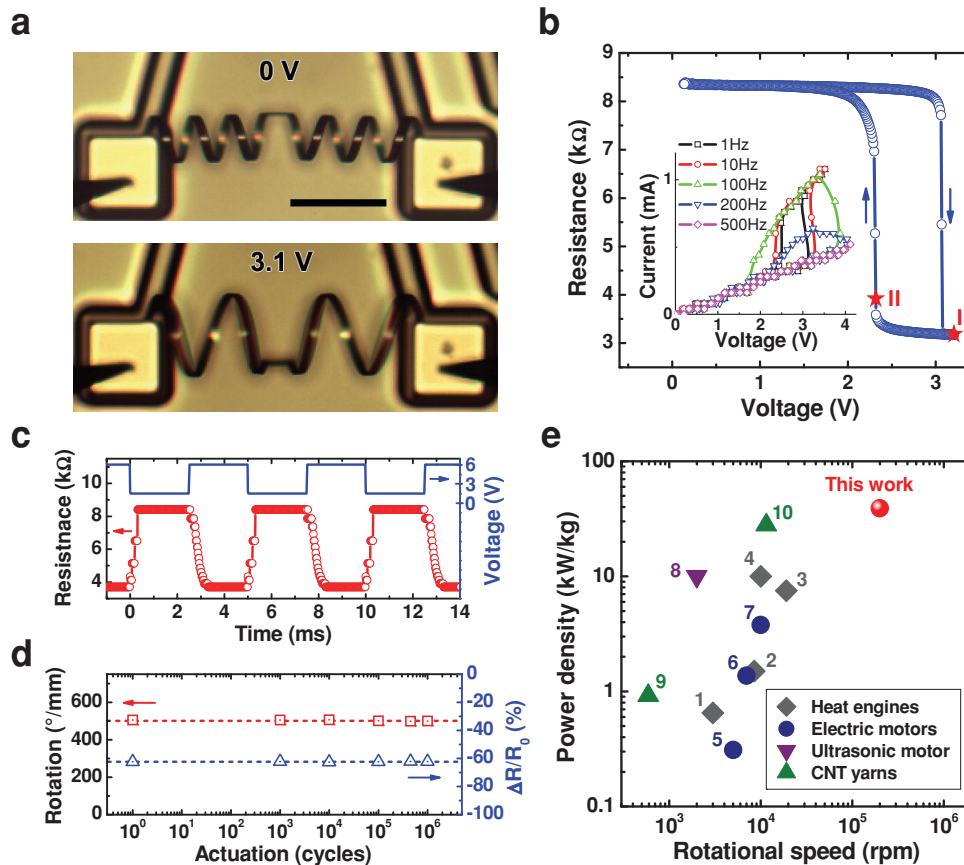 a
0 V
3.1 V
b
9
8
7
6
5
4
3
Resistance (kΩ)
0
1
2
3
Voltage (V)
I
II
1Hz
10Hz
100Hz
200Hz
500Hz
1
0
Current (mA)
0
1
2
3
4
Voltage (V)
c
10
8
6
4
Resistnace (kΩ)
6
3
0
Voltage (V)
0
2
4
6
8
10
12
14
Time (ms)
d
600
400
200
0
Rotation (°/mm)
0
-20
-40
-60
-80
-100
ΔR/R₀ (%)
10⁰
10¹
10²
10³
10⁴
10⁵
10⁶
Actuation (cycles)
e
100
10
1
0.1
Power density (kW/kg)
This work
10
4
8
3
7
2
6
9
1
5
Heat engines
Electric motors
Ultrasonic motor
CNT yarns
10³
10⁴
10⁵
10⁶
Rotational speed (rpm)